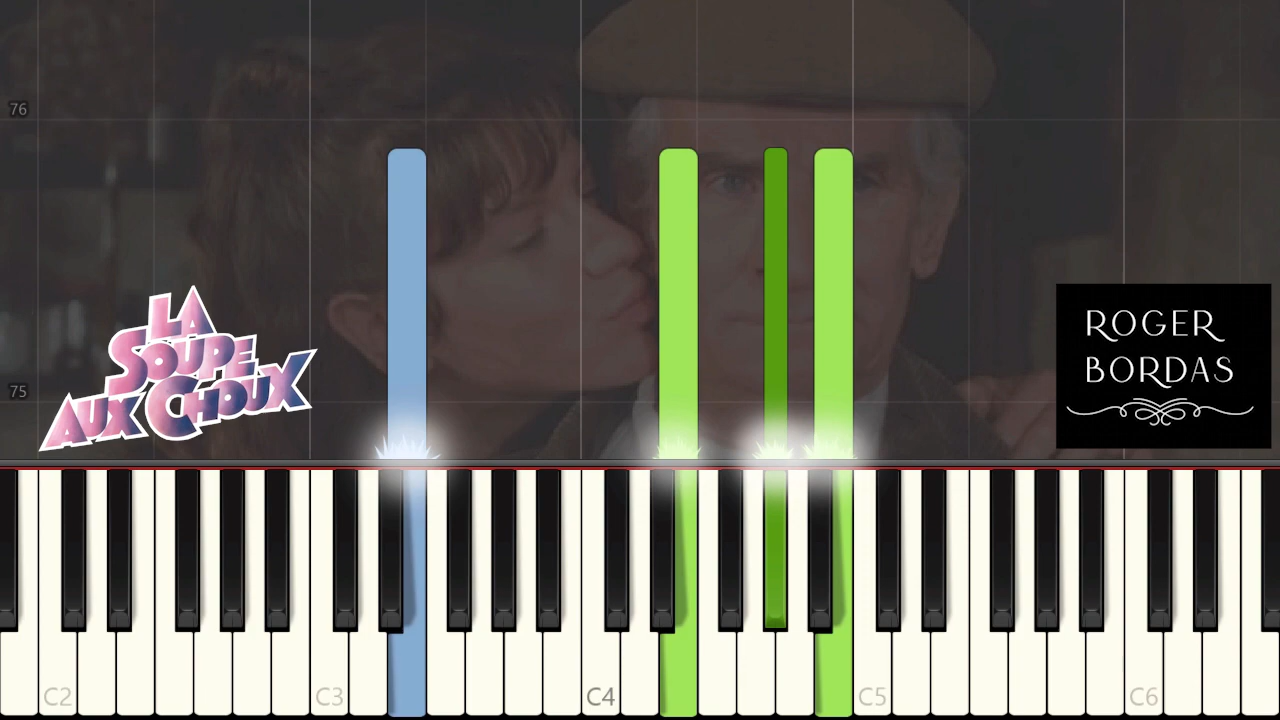 76
75
LA
SOUPE
AUX CHOUX
ROGER
BORDAS
C2 C3 C4 C5 C6